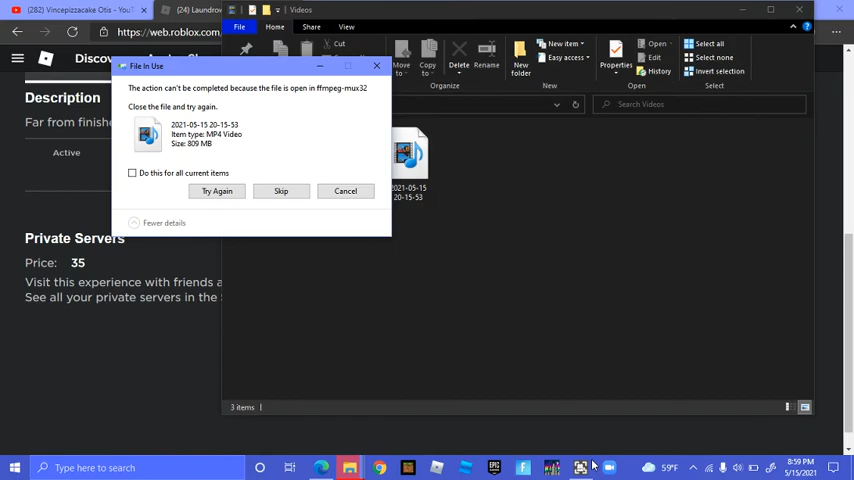 (282) Vincepizzacake Otis - YouT
(24) Laundrow
Videos
https://web.roblox.com
File
Home
Share
View
Discov
Cut
Move to
Copy to
Delete
Rename
New folder
New item
Easy access
Properties
Open
Edit
History
Select all
Select none
Invert selection
Organize
New
Open
Select
Search Videos
File In Use
The action can't be completed because the file is open in ffmpeg-mux32
Close the file and try again.
2021-05-15 20-15-53
Item type: MP4 Video
Size: 809 MB
Do this for all current items
Try Again
Skip
Cancel
Fewer details
2021-05-15
20-15-53
Description
Far from finishe
Active
Private Servers
Price: 35
Visit this experience with friends a
See all your private servers in the S
3 items
Type here to search
EPIC
59°F
8:59 PM
5/15/2021